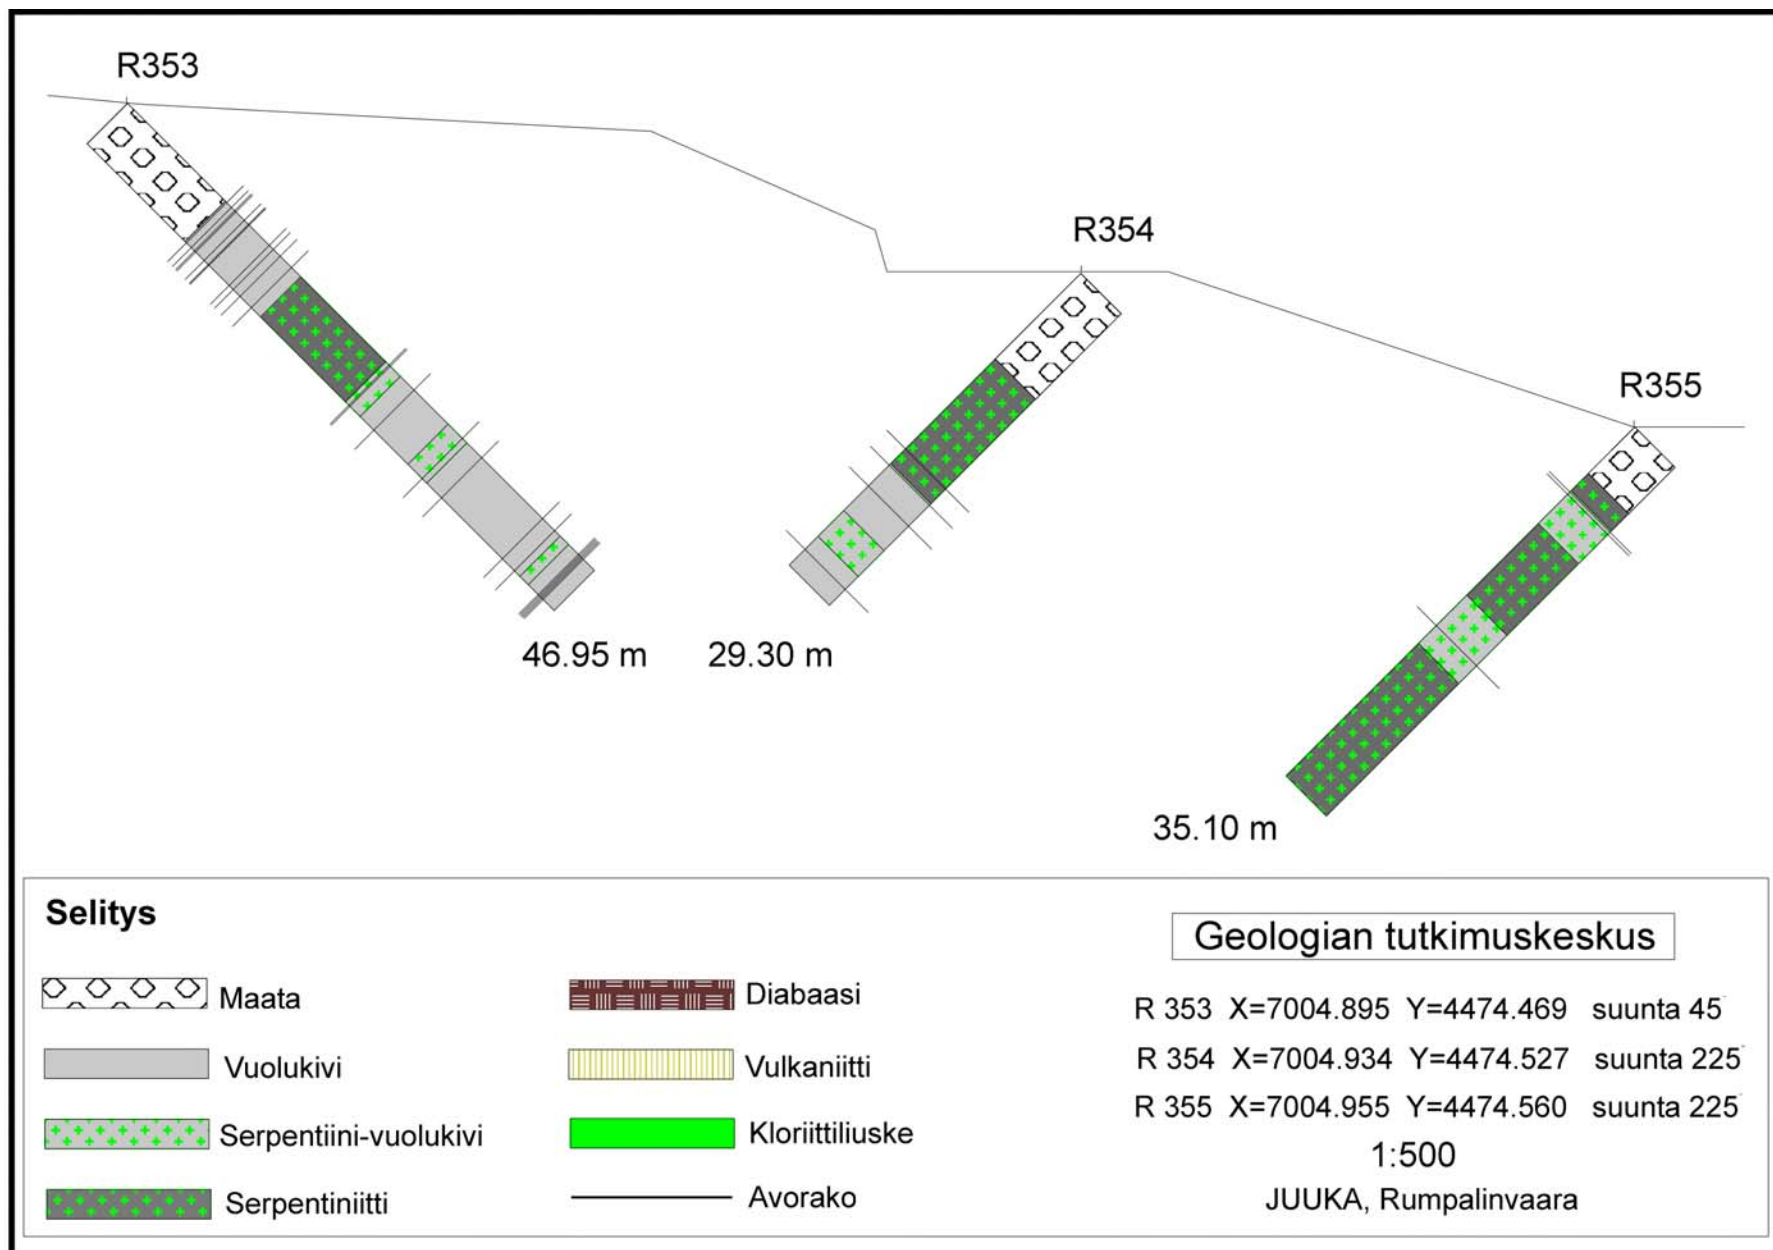 R353
R354
R355
46.95 m
29.30 m
35.10 m
Selitys
Maata
Vuolukivi
Serpentiini-vuolukivi
Serpentiniitti
Diabaasi
Vulkaniitti
Kloriittiliuske
Avorako
Geologian tutkimuskeskus
R 353 X=7004.895 Y=4474.469 suunta 45°
R 354 X=7004.934 Y=4474.527 suunta 225°
R 355 X=7004.955 Y=4474.560 suunta 225°
1:500
JUUKA, Rumpalinvaara